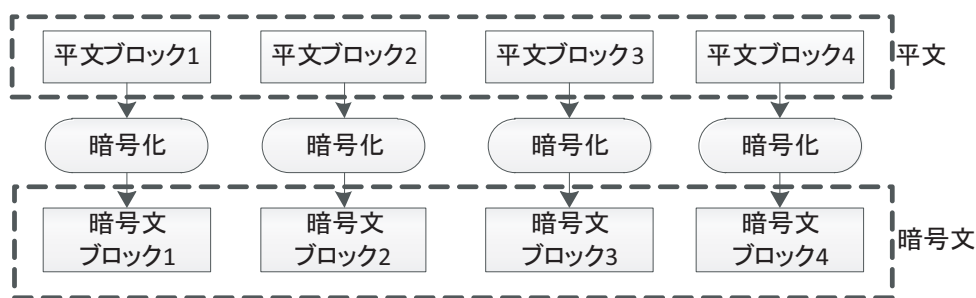 平文ブロック1
平文ブロック2
平文ブロック3
平文ブロック4
平文
暗号化
暗号化
暗号化
暗号化
暗号文
ブロック1
暗号文
ブロック2
暗号文
ブロック3
暗号文
ブロック4
暗号文